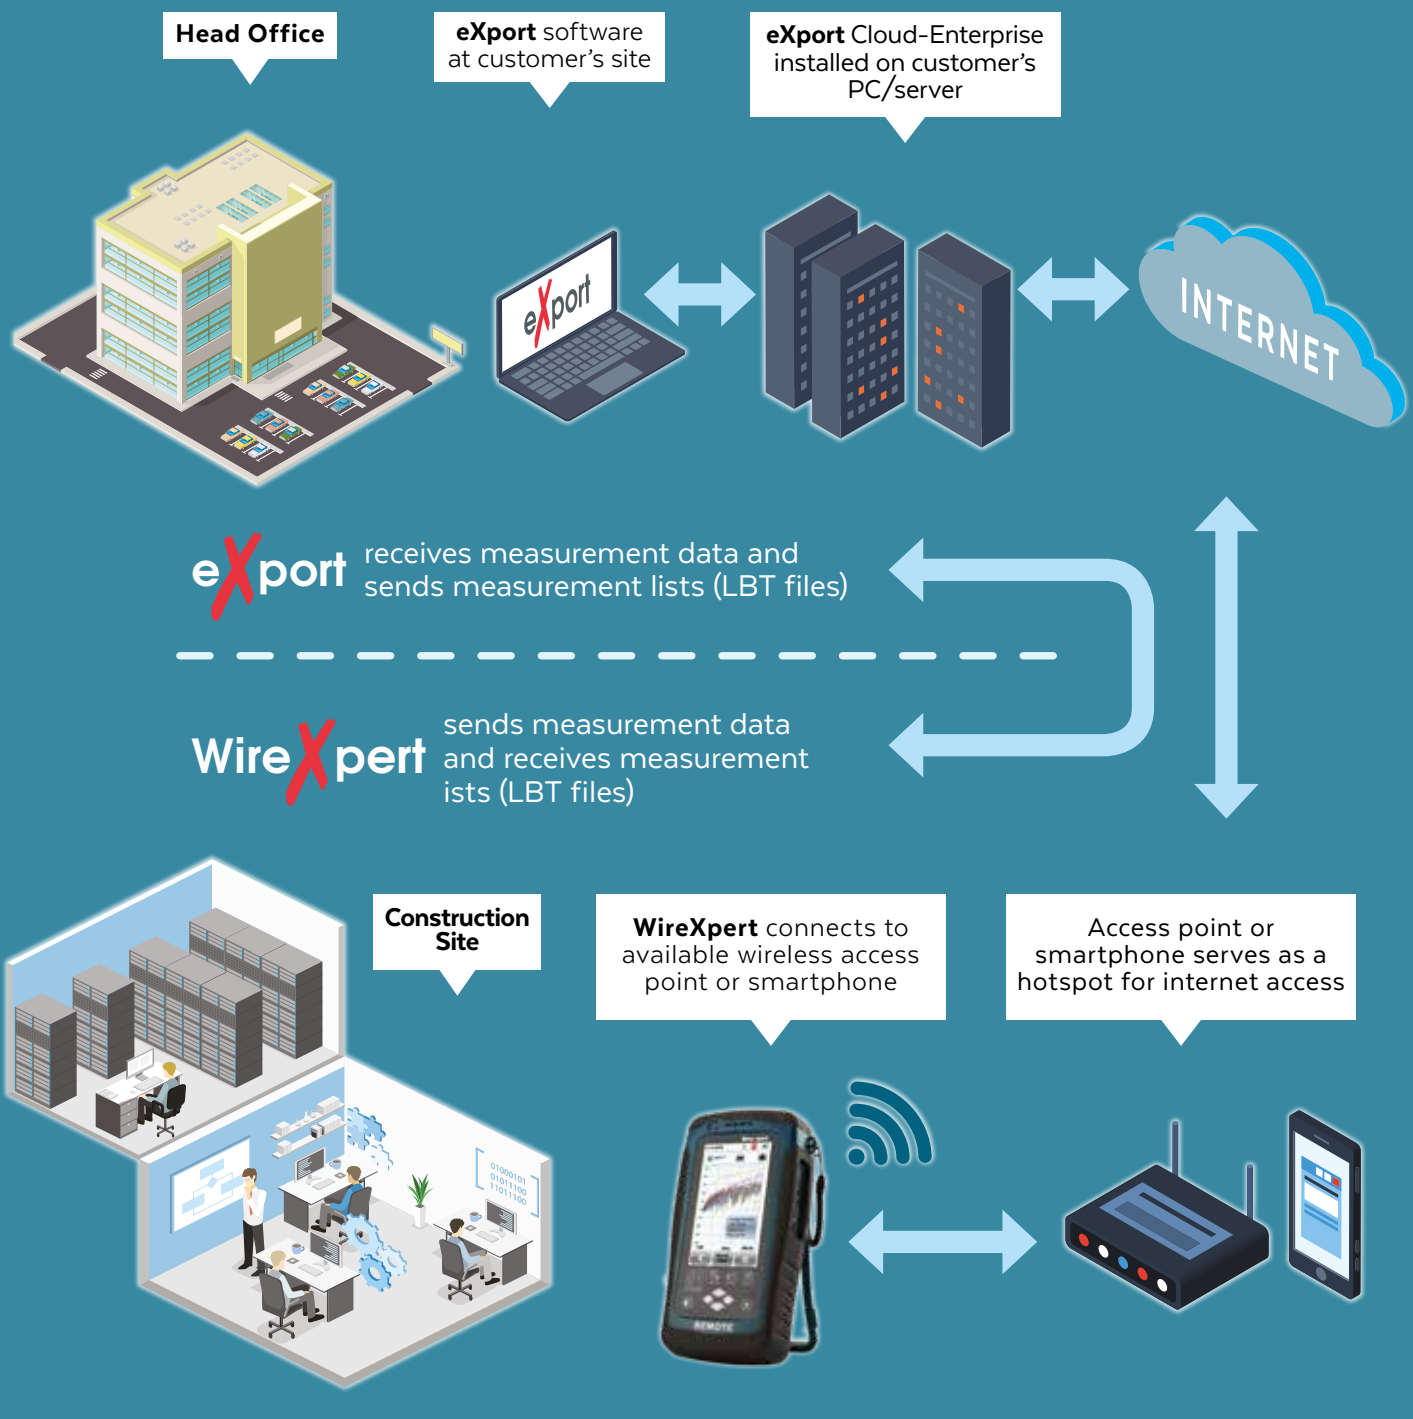 Head Office
eXport software
at customer's site
eXport Cloud-Enterprise
installed on customer's
PC/server
eXport
INTERNET
eXport
receives measurement data and
sends measurement lists (LBT files)
WireXpert
sends measurement data
and receives measurement
ists (LBT files)
Construction
Site
WireXpert connects to
available wireless access
point or smartphone
Access point or
smartphone serves as a
hotspot for internet access
01000101
01011100
11011100
REMOTE